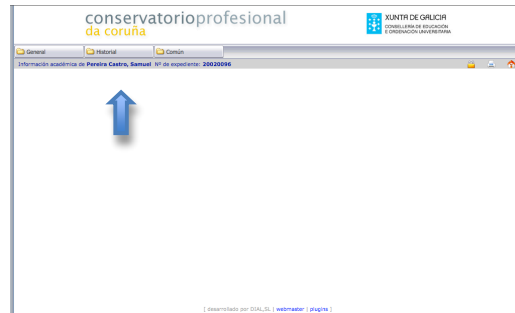 conservatorioprofesional
da coruña
XUNTA DE GALICIA
CONSELLERÍA DE EDUCACIÓN
E ORDENACIÓN UNIVERSITARIA
General Historial Común
Información académica de Pereira Castro, Samuel Nº de expediente: 20020096
[ desarrollado por DIAL,SL | webmaster | plugins ]